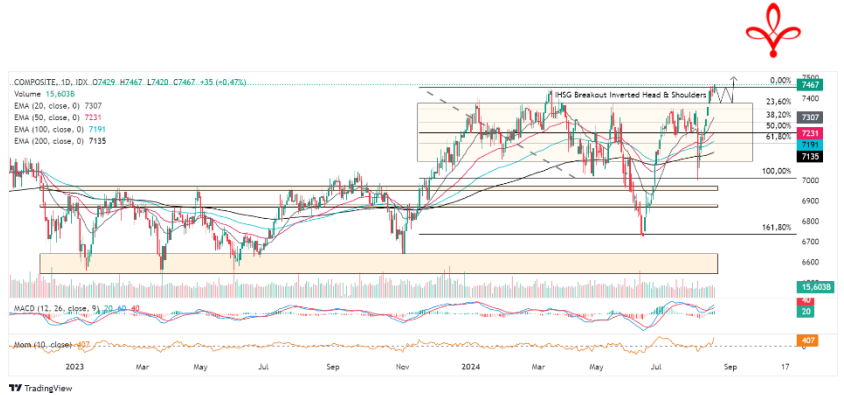 COMPOSITE, 1D, IDX O7429 H7467 L7420 C7467 +35 (+0,47%)
Volume 15,603B
EMA (20, close, 0) 7307
EMA (50, close, 0) 7231
EMA (100, close, 0) 7191
EMA (200, close, 0) 7135
IHSG Breakout Inverted Head & Shoulders
0,00%
23,60%
38,20%
50,00%
61,80%
100,00%
161,80%
7500
7467
7400
7307
7231
7191
7135
7000
6900
6800
6700
6600
15,603B
MACD (12, 26, close, 9) 20 60 40
40
20
Mom (10, close) 407
407
0
2023 Mar May Jul Sep Nov 2024 Mar May Jul Sep 17
TradingView